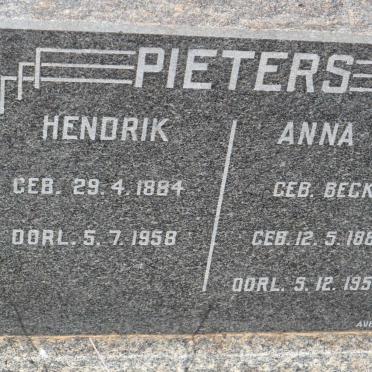 PIETERS
HENDRIK
GEB. 29.4.1884
OORL. 5.7.1958
ANNA
GEB. BECK
GEB. 12.5.188
OORL. 5.12.195